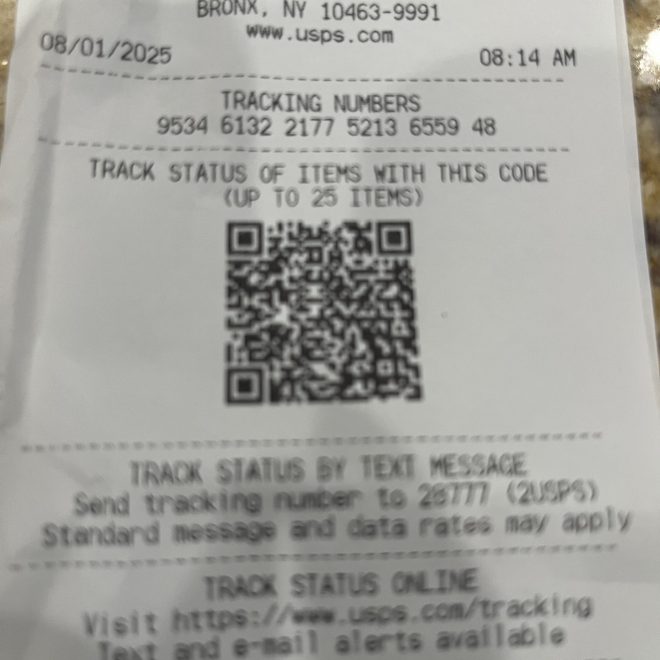 BRONX, NY 10463-9991
www.usps.com
08/01/2025 08:14 AM
TRACKING NUMBERS
9534 6132 2177 5213 6559 48
TRACK STATUS OF ITEMS WITH THIS CODE
(UP TO 25 ITEMS)
TRACK STATUS BY TEXT MESSAGE
Send tracking number to 28777 (2USPS)
Standard message and data rates may apply
TRACK STATUS ONLINE
Visit https://www.usps.com/tracking
Text and e-mail alerts available